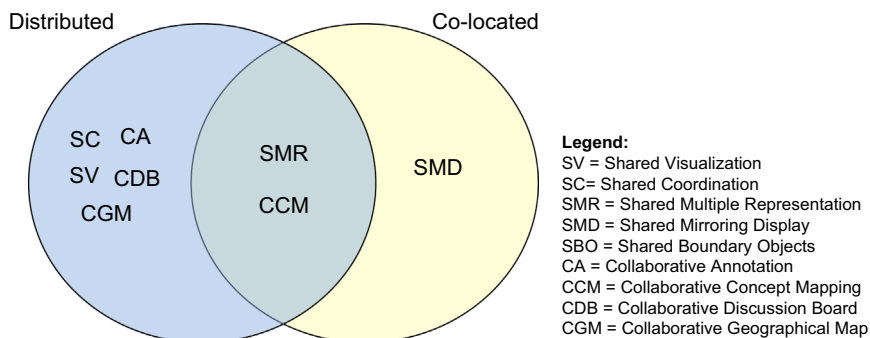 Distributed
Co-located
SC CA
SV CDB
CGM
SMR
CCM
SMD
Legend:
SV = Shared Visualization
SC= Shared Coordination
SMR = Shared Multiple Representation
SMD = Shared Mirroring Display
SBO = Shared Boundary Objects
CA = Collaborative Annotation
CCM = Collaborative Concept Mapping
CDB = Collaborative Discussion Board
CGM = Collaborative Geographical Map